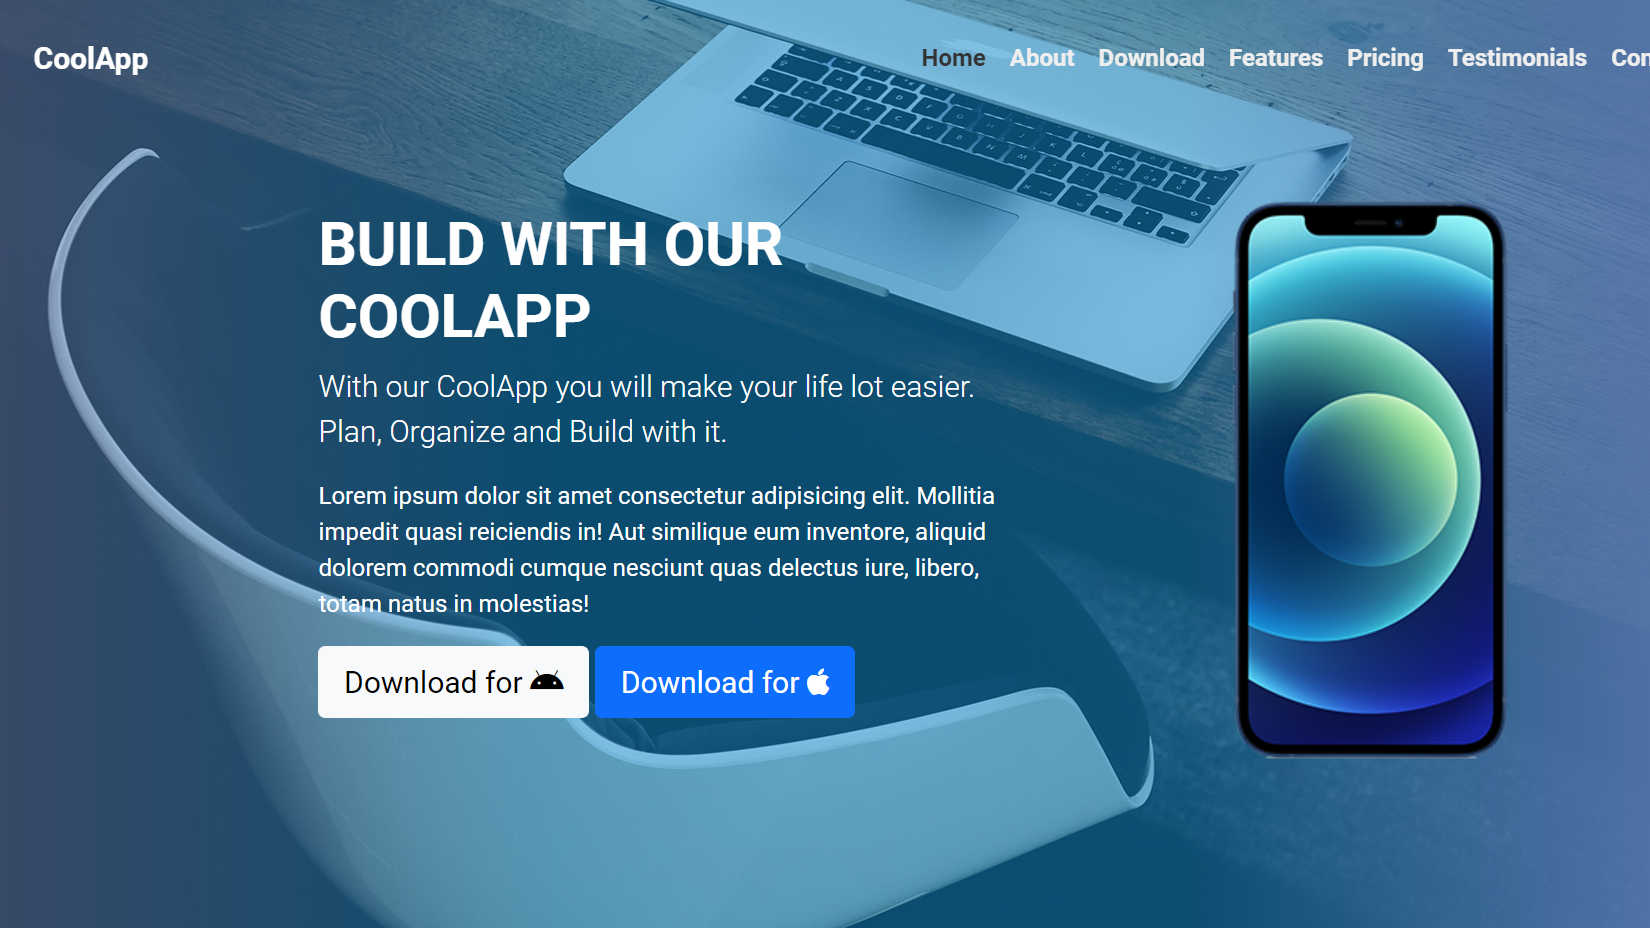 CoolApp
Home About Download Features Pricing Testimonials
BUILD WITH OUR
COOLAPP
With our CoolApp you will make your life lot easier.
Plan, Organize and Build with it.
Lorem ipsum dolor sit amet consectetur adipisicing elit. Mollitia
impedit quasi reiciendis in! Aut similique eum inventore, aliquid
dolorem commodi cumque nesciunt quas delectus iure, libero,
totam natus in molestias!
Download for
Download for